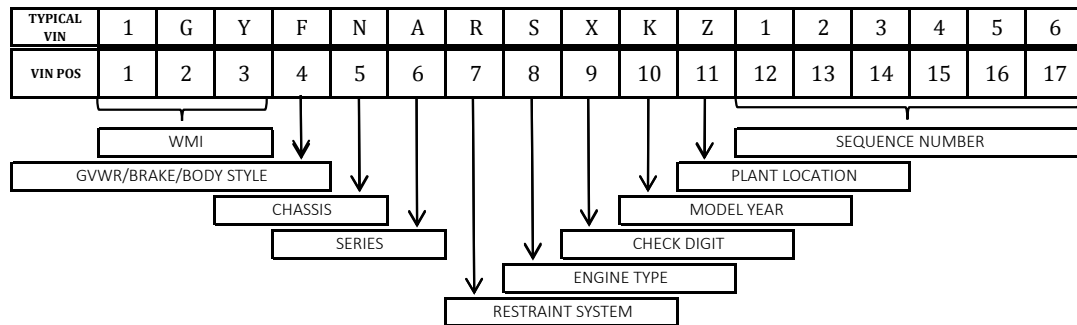 TYPICAL VIN 1 G Y F N A R S X K Z 1 2 3 4 5 6
VIN POS 1 2 3 4 5 6 7 8 9 10 11 12 13 14 15 16 17
WMI SEQUENCE NUMBER
GVWR/BRAKE/BODY STYLE PLANT LOCATION
CHASSIS MODEL YEAR
SERIES CHECK DIGIT
ENGINE TYPE
RESTRAINT SYSTEM